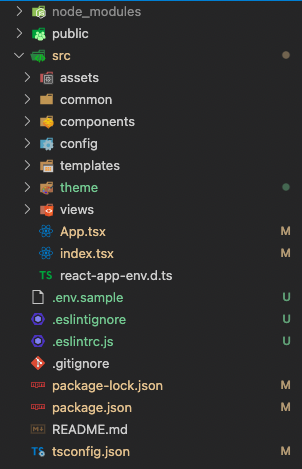 node_modules
public
src
assets
common
components
config
templates
theme
views
App.tsx M
index.tsx M
TS react-app-env.d.ts
.env.sample U
.eslintignore U
.eslintrc.js U
.gitignore
package-lock.json M
package.json M
README.md
TS tsconfig.json M